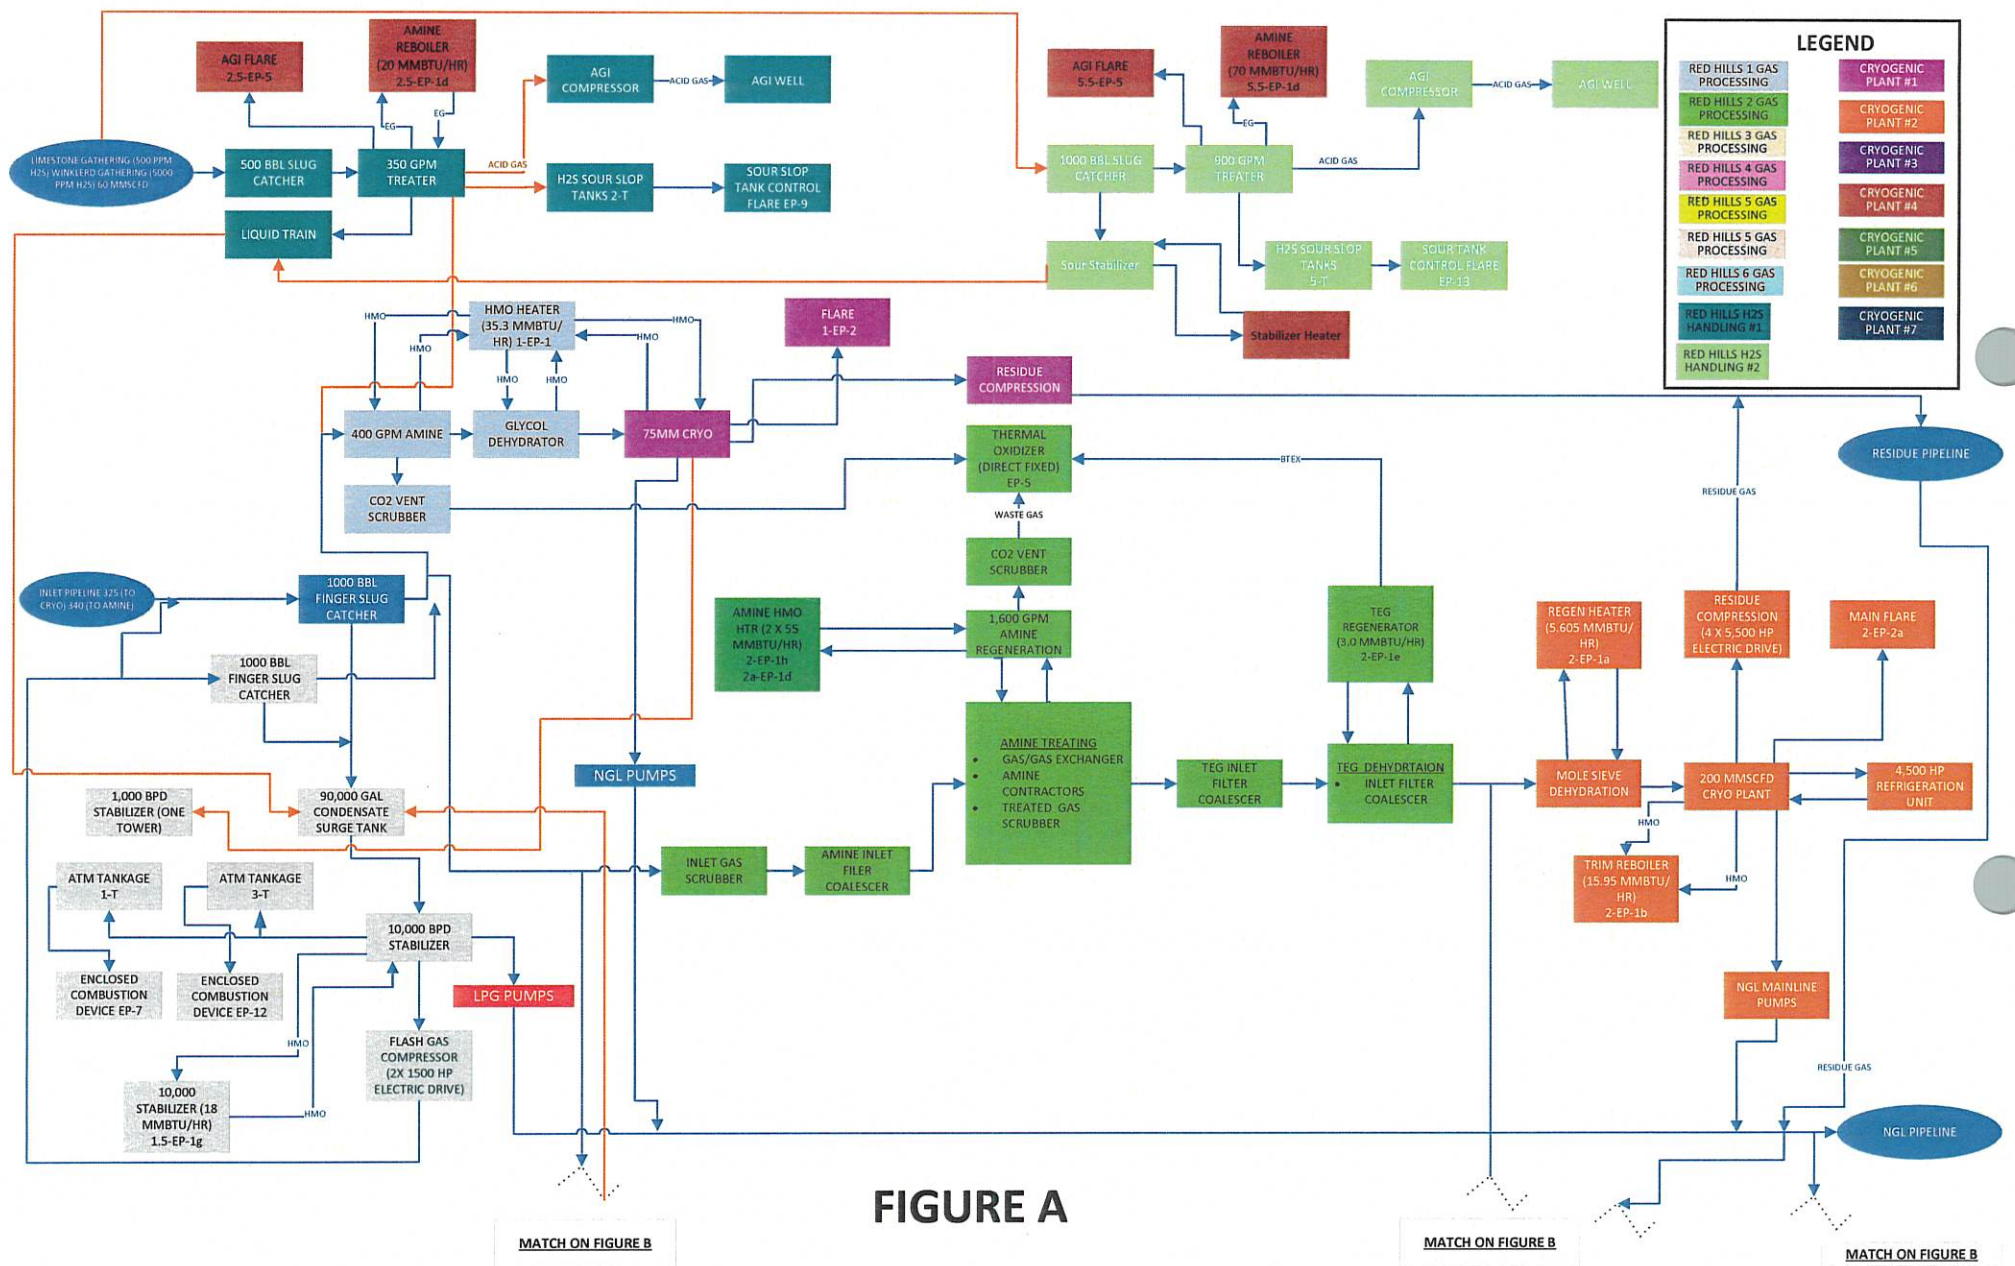 AGI FLARE
2.5-EP-5
AMINE
REBOILER
(20 MMBTU/HR)
2.5-EP-1d
EG
EG
AGI
COMPRESSOR
ACID GAS
AGI WELL
LIMESTONE GATHERING (500 PPM
H2S) WINKLERD GATHERING (5000
PPM H2S) 60 MMSCFD
500 BBL SLUG
CATCHER
350 GPM
TREATER
ACID GAS
H2S SOUR SLOP
TANKS 2-T
SOUR SLOP
TANK CONTROL
FLARE EP-9
LIQUID TRAIN
AGI FLARE
5.5-EP-5
AMINE
REBOILER
(70 MMBTU/HR)
5.5-EP-1d
EG
AGI
COMPRESSOR
ACID GAS
AGI WELL
1000 BBL SLUG
CATCHER
900 GPM
TREATER
ACID GAS
Sour Stabilizer
H2S SOUR SLOP
TANKS
5-T
SOUR TANK
CONTROL FLARE
EP-13
Stabilizer Heater
LEGEND
RED HILLS 1 GAS
PROCESSING
RED HILLS 2 GAS
PROCESSING
RED HILLS 3 GAS
PROCESSING
RED HILLS 4 GAS
PROCESSING
RED HILLS 5 GAS
PROCESSING
RED HILLS 5 GAS
PROCESSING
RED HILLS 6 GAS
PROCESSING
RED HILLS H2S
HANDLING #1
RED HILLS H2S
HANDLING #2
CRYOGENIC
PLANT #1
CRYOGENIC
PLANT #2
CRYOGENIC
PLANT #3
CRYOGENIC
PLANT #4
CRYOGENIC
PLANT #5
CRYOGENIC
PLANT #6
CRYOGENIC
PLANT #7
HMO
HMO HEATER
(35.3 MMBTU/
HR) 1-EP-1
HMO
HMO
HMO
HMO
HMO
FLARE
1-EP-2
RESIDUE
COMPRESSION
400 GPM AMINE
GLYCOL
DEHYDRATOR
75MM CRYO
CO2 VENT
SCRUBBER
THERMAL
OXIDIZER
(DIRECT FIXED)
EP-5
BTEX
WASTE GAS
RESIDUE GAS
RESIDUE PIPELINE
CO2 VENT
SCRUBBER
INLET PIPELINE 325 (TO
CRYO) 340 (TO AMINE)
1000 BBL
FINGER SLUG
CATCHER
1000 BBL
FINGER SLUG
CATCHER
AMINE HMO
HTR (2 X 55
MMBTU/HR)
2-EP-1h
2a-EP-1d
1,600 GPM
AMINE
REGENERATION
TEG
REGENERATOR
(3.0 MMBTU/HR)
2-EP-1e
REGEN HEATER
(5.605 MMBTU/
HR)
2-EP-1a
RESIDUE
COMPRESSION
(4 X 5,500 HP
ELECTRIC DRIVE)
MAIN FLARE
2-EP-2a
NGL PUMPS
AMINE TREATING
• GAS/GAS EXCHANGER
• AMINE
CONTRACTORS
• TREATED GAS
SCRUBBER
TEG INLET
FILTER
COALESCER
TEG DEHYDRTAION
• INLET FILTER
COALESCER
MOLE SIEVE
DEHYDRATION
200 MMSCFD
CRYO PLANT
4,500 HP
REFRIGERATION
UNIT
1,000 BPD
STABILIZER (ONE
TOWER)
90,000 GAL
CONDENSATE
SURGE TANK
HMO
TRIM REBOILER
(15.95 MMBTU/
HR)
2-EP-1b
HMO
INLET GAS
SCRUBBER
AMINE INLET
FILER
COALESCER
ATM TANKAGE
1-T
ATM TANKAGE
3-T
10,000 BPD
STABILIZER
ENCLOSED
COMBUSTION
DEVICE EP-7
ENCLOSED
COMBUSTION
DEVICE EP-12
LPG PUMPS
NGL MAINLINE
PUMPS
HMO
FLASH GAS
COMPRESSOR
(2X 1500 HP
ELECTRIC DRIVE)
10,000
STABILIZER (18
MMBTU/HR)
1.5-EP-1g
HMO
RESIDUE GAS
NGL PIPELINE
FIGURE A
MATCH ON FIGURE B
MATCH ON FIGURE B
MATCH ON FIGURE B